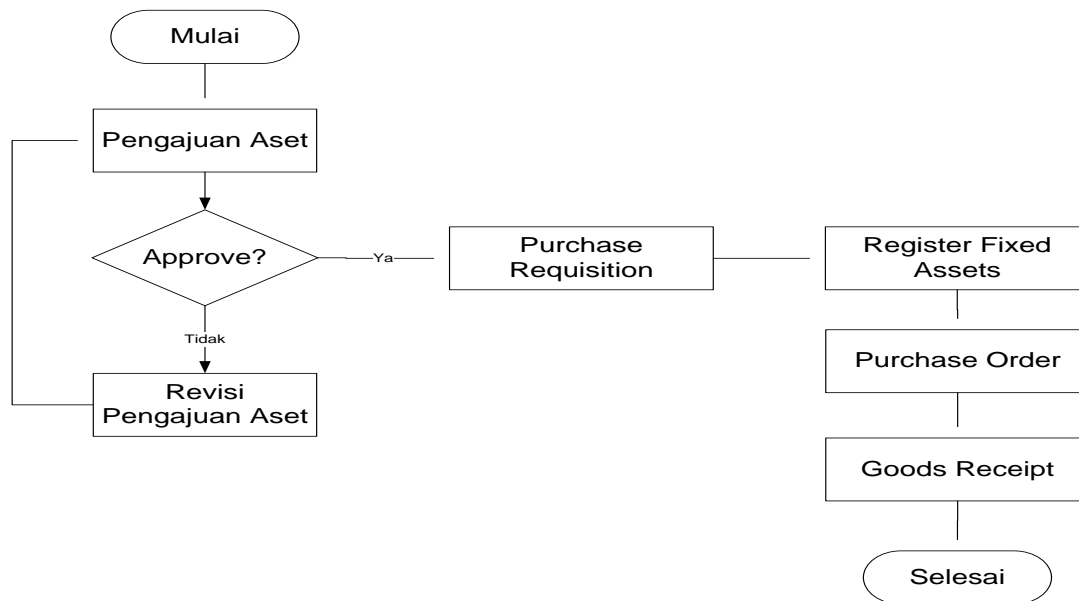 Mulai
Pengajuan Aset
Approve?
Ya
Purchase
Requisition
Register Fixed
Assets
Tidak
Revisi
Pengajuan Aset
Purchase Order
Goods Receipt
Selesai